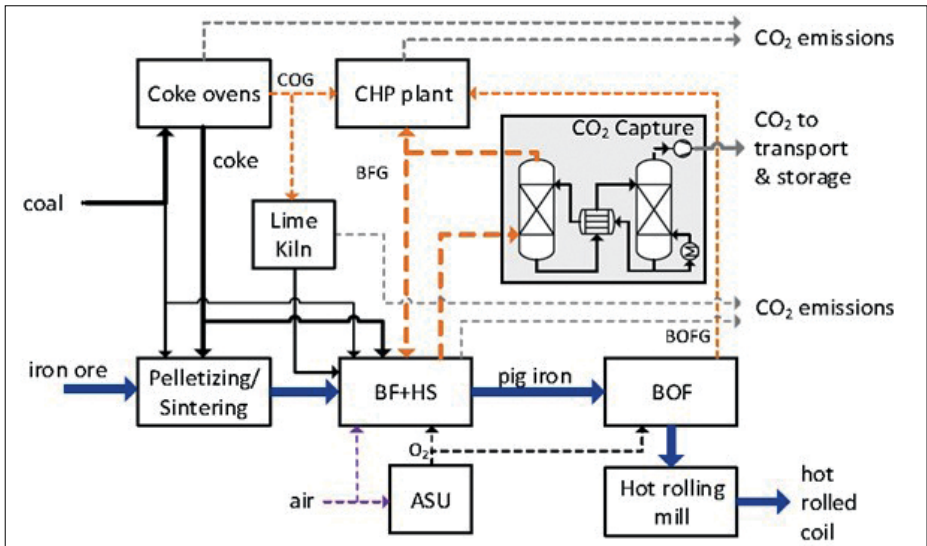 CO₂ emissions
COG
Coke ovens
CHP plant
CO₂ Capture
CO₂ to
transport
& storage
coke
BFG
coal
Lime
Kiln
CO₂ emissions
BOFG
iron ore
Pelletizing/
Sintering
BF+HS
pig iron
BOF
O₂
air
ASU
Hot rolling
mill
hot
rolled
coil
M